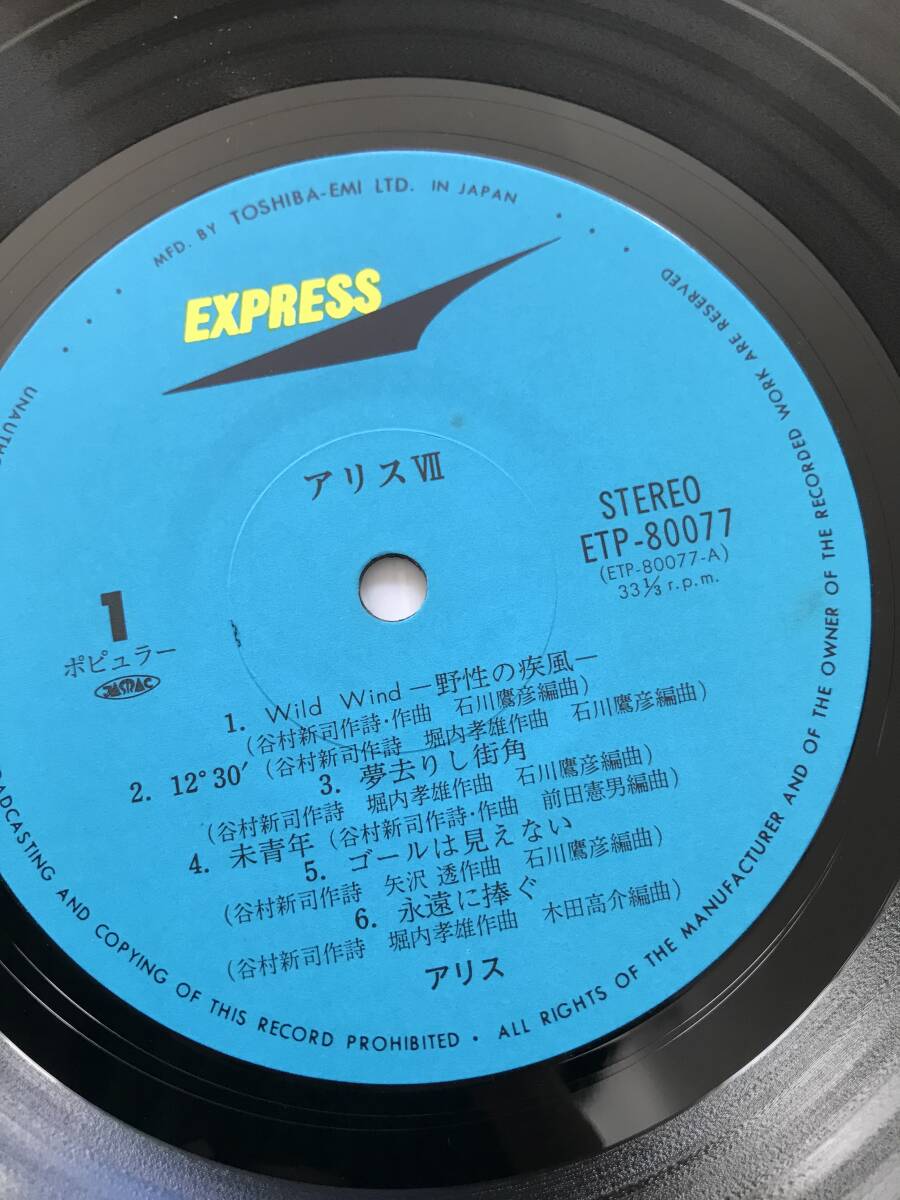 MFD. BY TOSHIBA-EMI LTD. IN JAPAN
EXPRESS
アリスⅦ
STEREO
ETP-80077
(ETP-80077-A)
33⅓ r.p.m.
1
ポピュラー
JASRAC
1. Wild Wind ―野性の疾風―
(谷村新司作詩・作曲 石川鷹彦編曲)
2. 12°30′ (谷村新司作詩 堀内孝雄作曲 石川鷹彦編曲)
3. 夢去りし街角
(谷村新司作詩 堀内孝雄作曲 石川鷹彦編曲)
4. 未青年 (谷村新司作詩・作曲 前田憲男編曲)
5. ゴールは見えない
(谷村新司作詩 矢沢 透作曲 石川鷹彦編曲)
6. 永遠に捧ぐ
(谷村新司作詩 堀内孝雄作曲 木田高介編曲)
アリス
ALL RIGHTS OF THE MANUFACTURER AND OF THE OWNER OF THE RECORDED WORK ARE RESERVED
AND COPYING OF THIS RECORD PROHIBITED